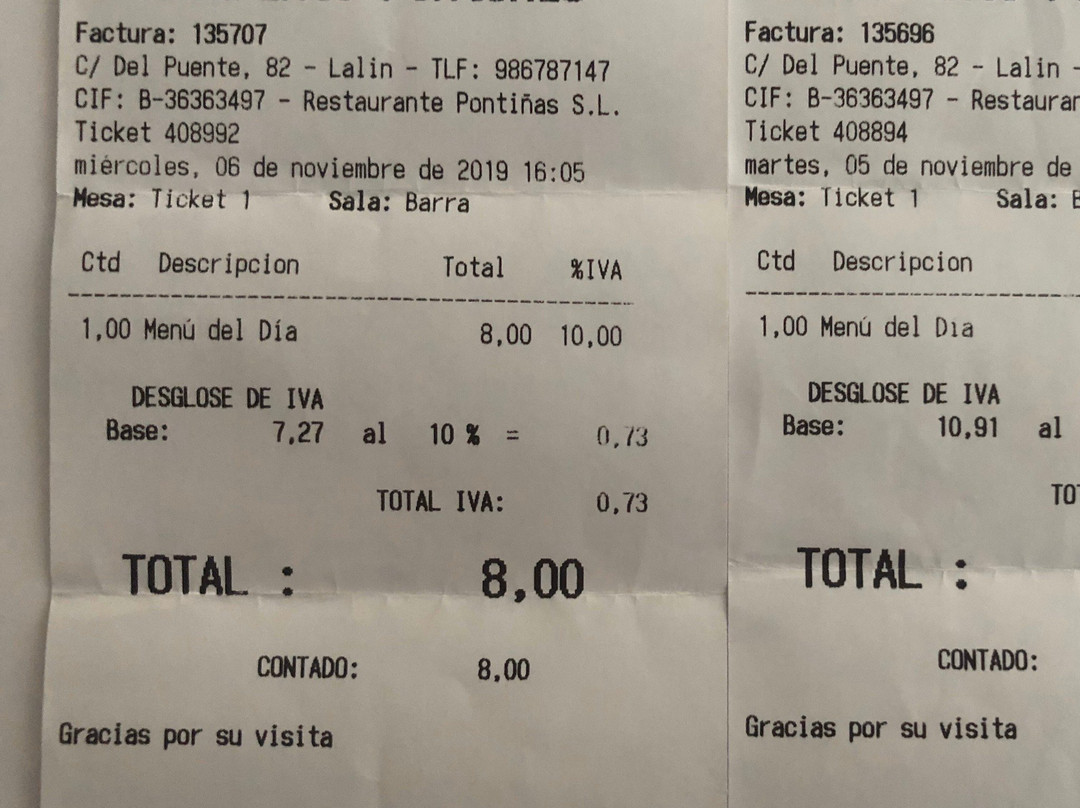 Factura: 135707
C/ Del Puente, 82 - Lalin - TLF: 986787147
CIF: B-36363497 - Restaurante Pontiñas S.L.
Ticket 408992
miércoles, 06 de noviembre de 2019 16:05
Mesa: Ticket 1 Sala: Barra
Ctd Descripcion Total %IVA
1,00 Menú del Día 8,00 10,00
DESGLOSE DE IVA
Base: 7,27 al 10 % = 0,73
TOTAL IVA: 0,73
TOTAL : 8,00
CONTADO: 8,00
Gracias por su visita
Factura: 135696
C/ Del Puente, 82 - Lalin -
CIF: B-36363497 - Restauran
Ticket 408894
martes, 05 de noviembre de
Mesa: Ticket 1 Sala:
Ctd Descripcion
1,00 Menú del Día
DESGLOSE DE IVA
Base: 10,91 al
TOT
TOTAL :
CONTADO:
Gracias por su visita